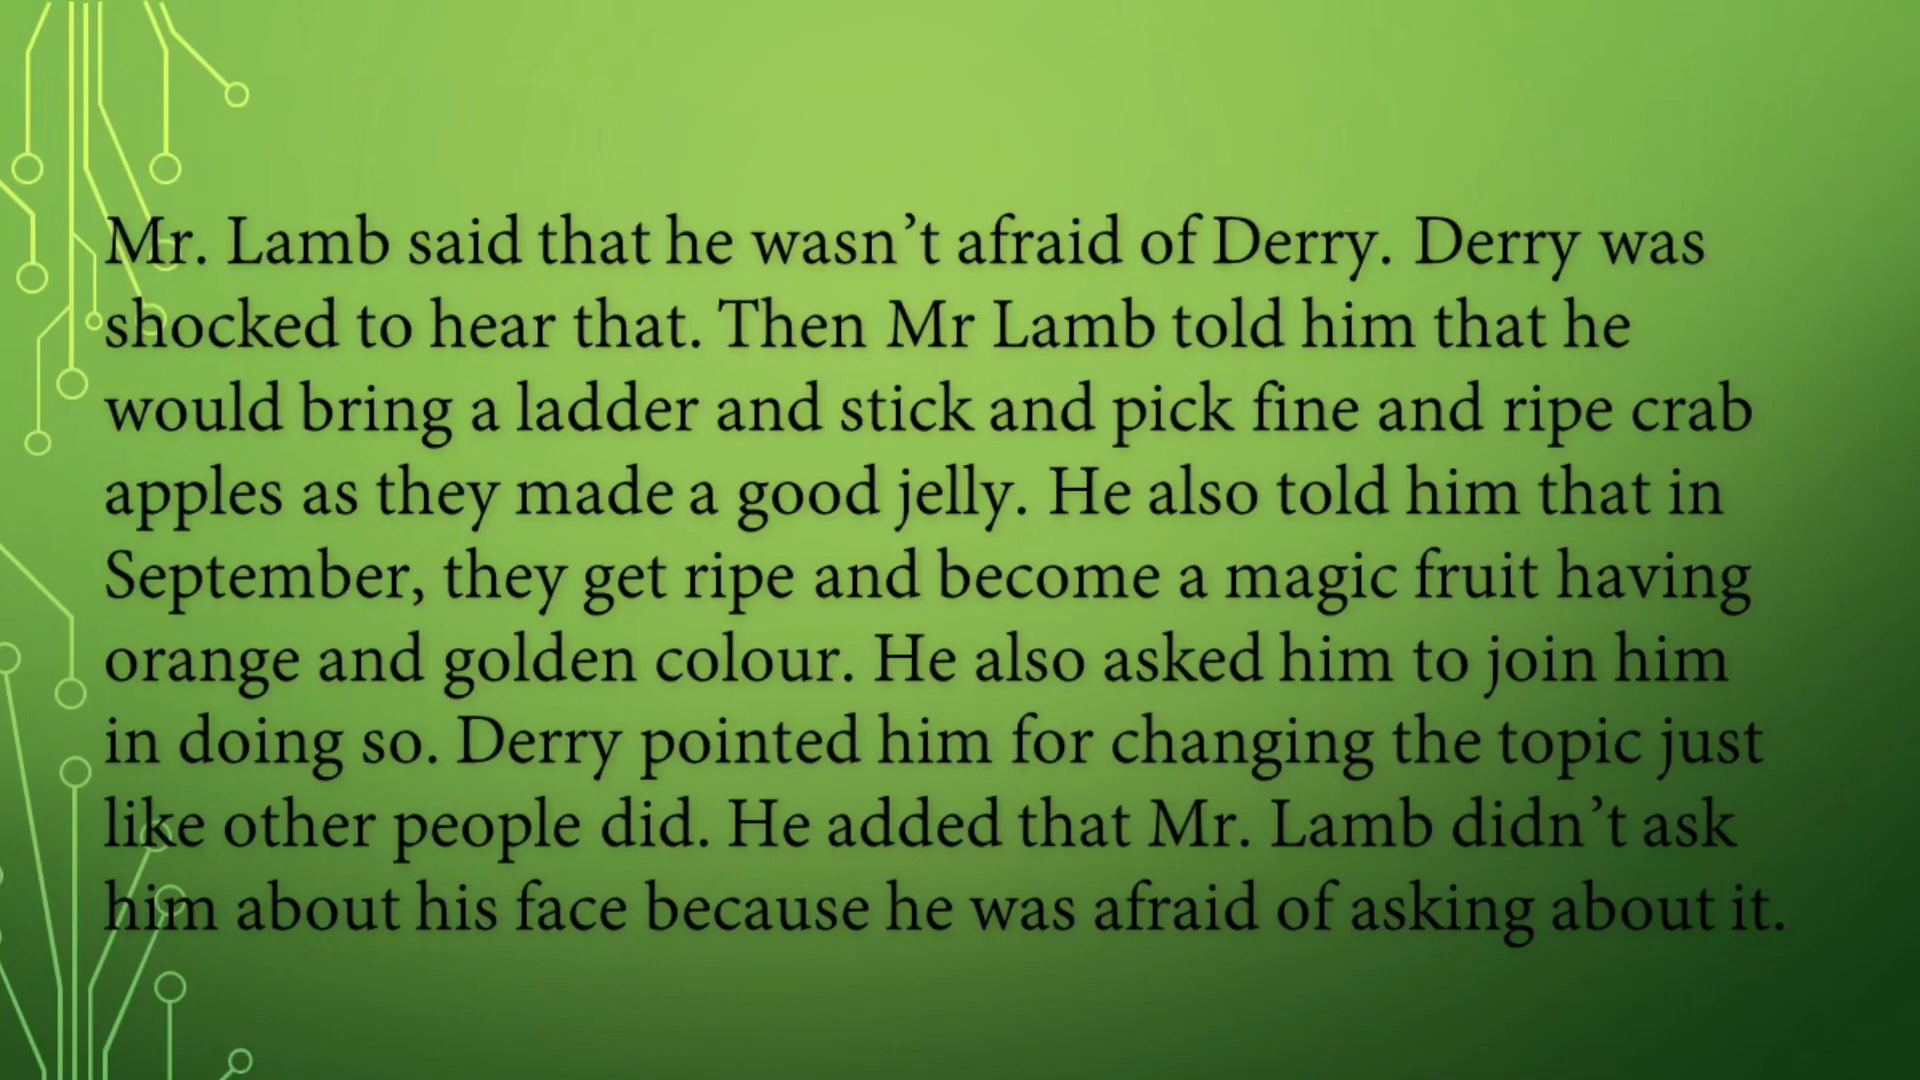 Mr. Lamb said that he wasn’t afraid of Derry. Derry was
shocked to hear that. Then Mr Lamb told him that he
would bring a ladder and stick and pick fine and ripe crab
apples as they made a good jelly. He also told him that in
September, they get ripe and become a magic fruit having
orange and golden colour. He also asked him to join him
in doing so. Derry pointed him for changing the topic just
like other people did. He added that Mr. Lamb didn’t ask
him about his face because he was afraid of asking about it.